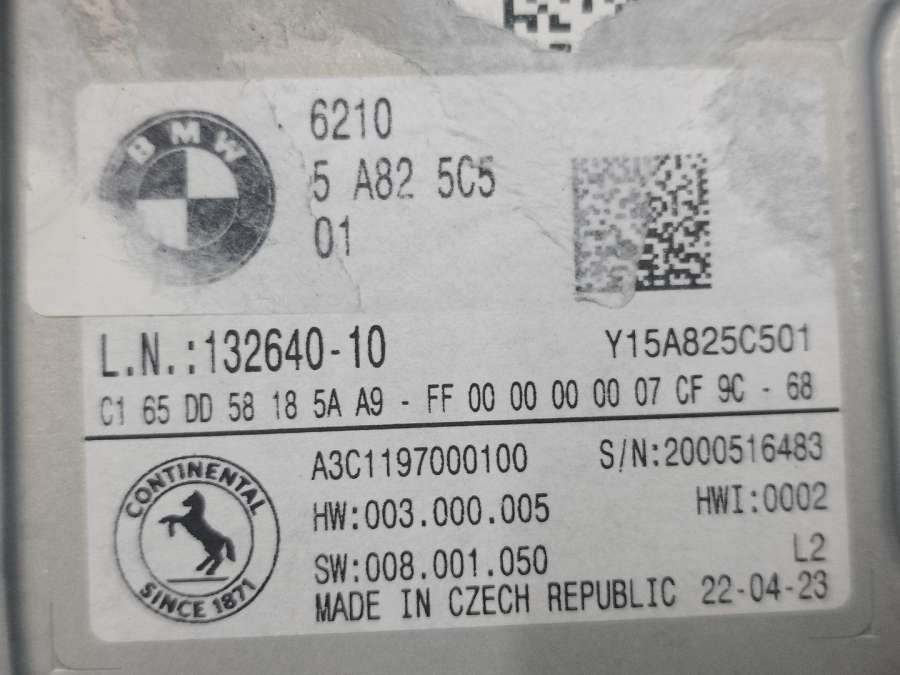 BMW
6210
5 A82 5C5
01
L.N.:132640-10
Y15A825C501
C1 65 DD 58 18 5A A9 - FF 00 00 00 00 07 CF 9C - 68
CONTINENTAL
SINCE 1871
A3C1197000100
S/N:2000516483
HW:003.000.005
HWI:0002
SW:008.001.050
L2
MADE IN CZECH REPUBLIC 22-04-23